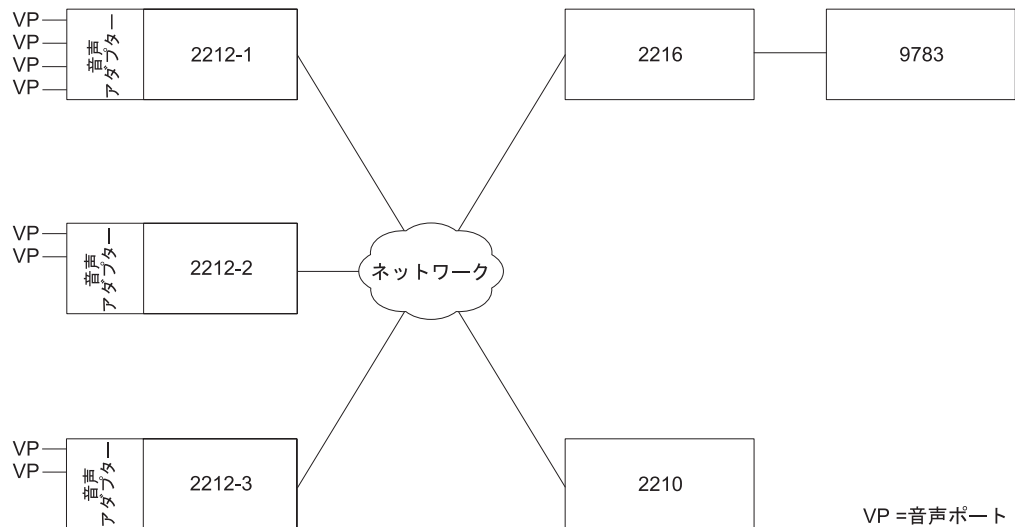 VP
VP
VP
VP
音声
アダプター
2212-1
2216
9783
VP
VP
音声
アダプター
2212-2
ネットワーク
VP
VP
音声
アダプター
2212-3
2210
VP =音声ポート